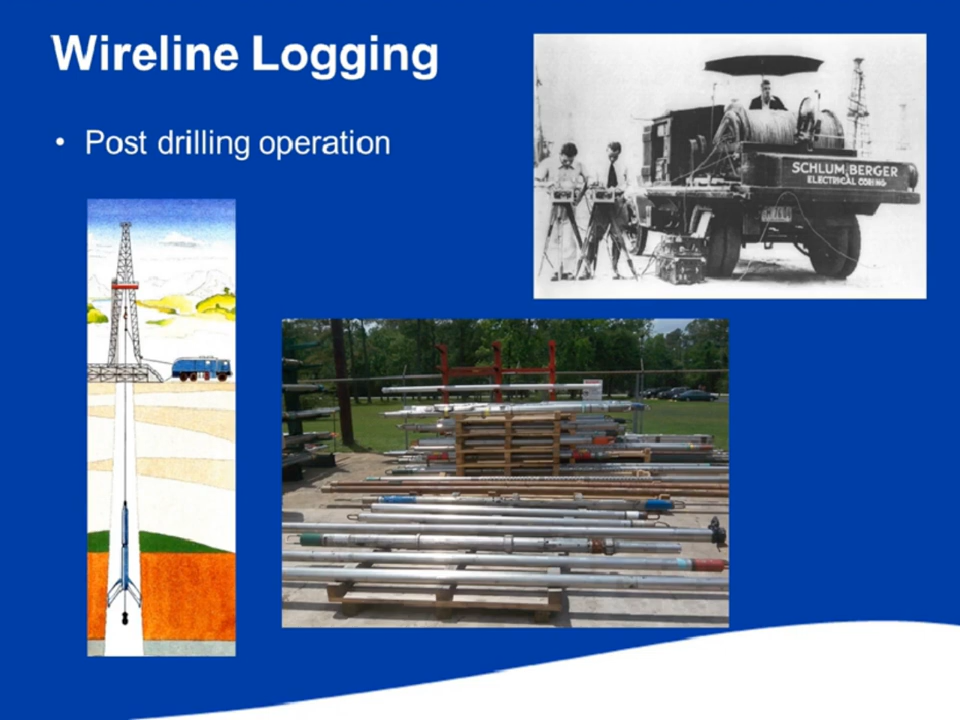 Wireline Logging
• Post drilling operation
SCHLUMBERGER
ELECTRICAL CORING